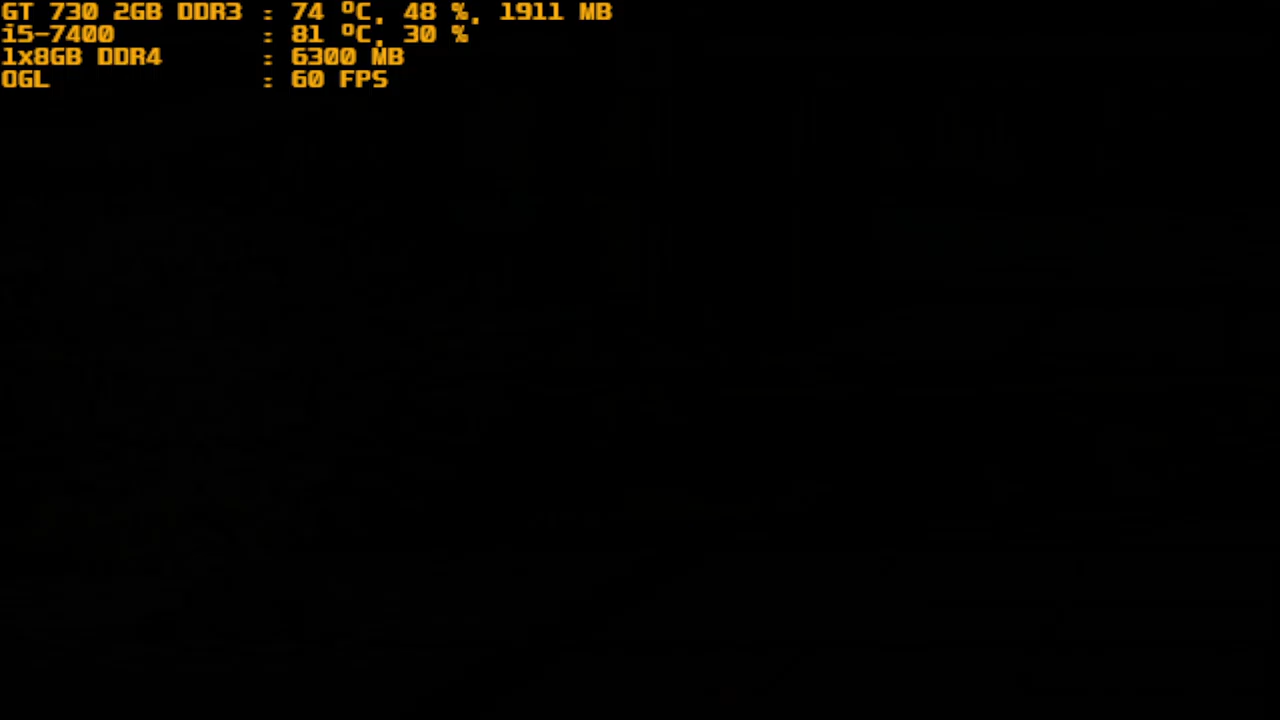 GT 730 2GB DDR3 : 74 ºC, 48 %, 1911 MB
i5-7400 : 81 ºC, 30 %
1x8GB DDR4 : 6300 MB
OGL : 60 FPS